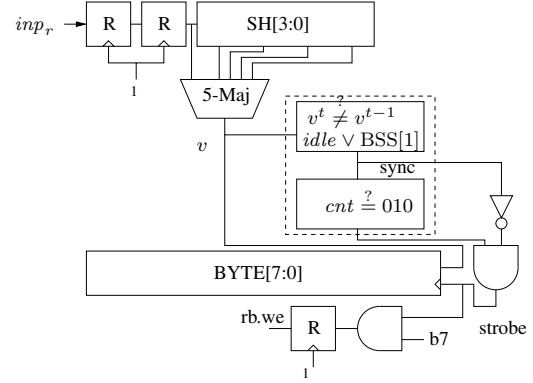 inp_r R R SH[3:0]
1
5-Maj
v
v^t ≟̸ v^{t−1}
idle ∨ BSS[1]
sync
cnt ≟ 010
BYTE[7:0]
strobe
rb.we R b7
1